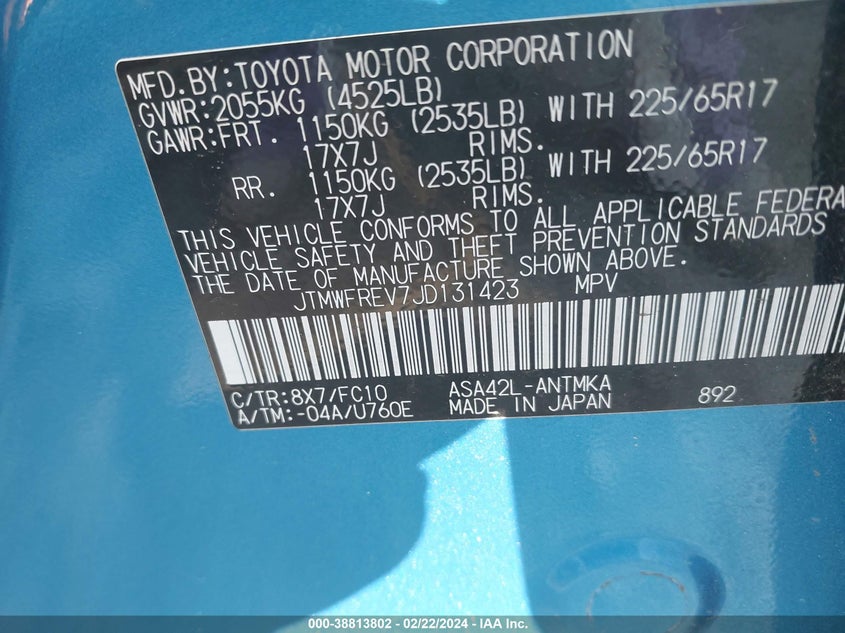 MFD.BY:TOYOTA MOTOR CORPORATION
GVWR:2055KG (4525LB)
GAWR:FRT. 1150KG (2535LB) WITH 225/65R17
17X7J RIMS.
RR. 1150KG (2535LB) WITH 225/65R17
17X7J RIMS.
THIS VEHICLE CONFORMS TO ALL APPLICABLE FEDERA
VEHICLE SAFETY AND THEFT PREVENTION STANDARDS
THE DATE OF MANUFACTURE SHOWN ABOVE.
JTMWFREV7JD131423 MPV
C/TR:8X7/FC10 ASA42L-ANTMKA 892
A/TM:-04A/U760E MADE IN JAPAN
000-38813802 - 02/22/2024 - IAA Inc.